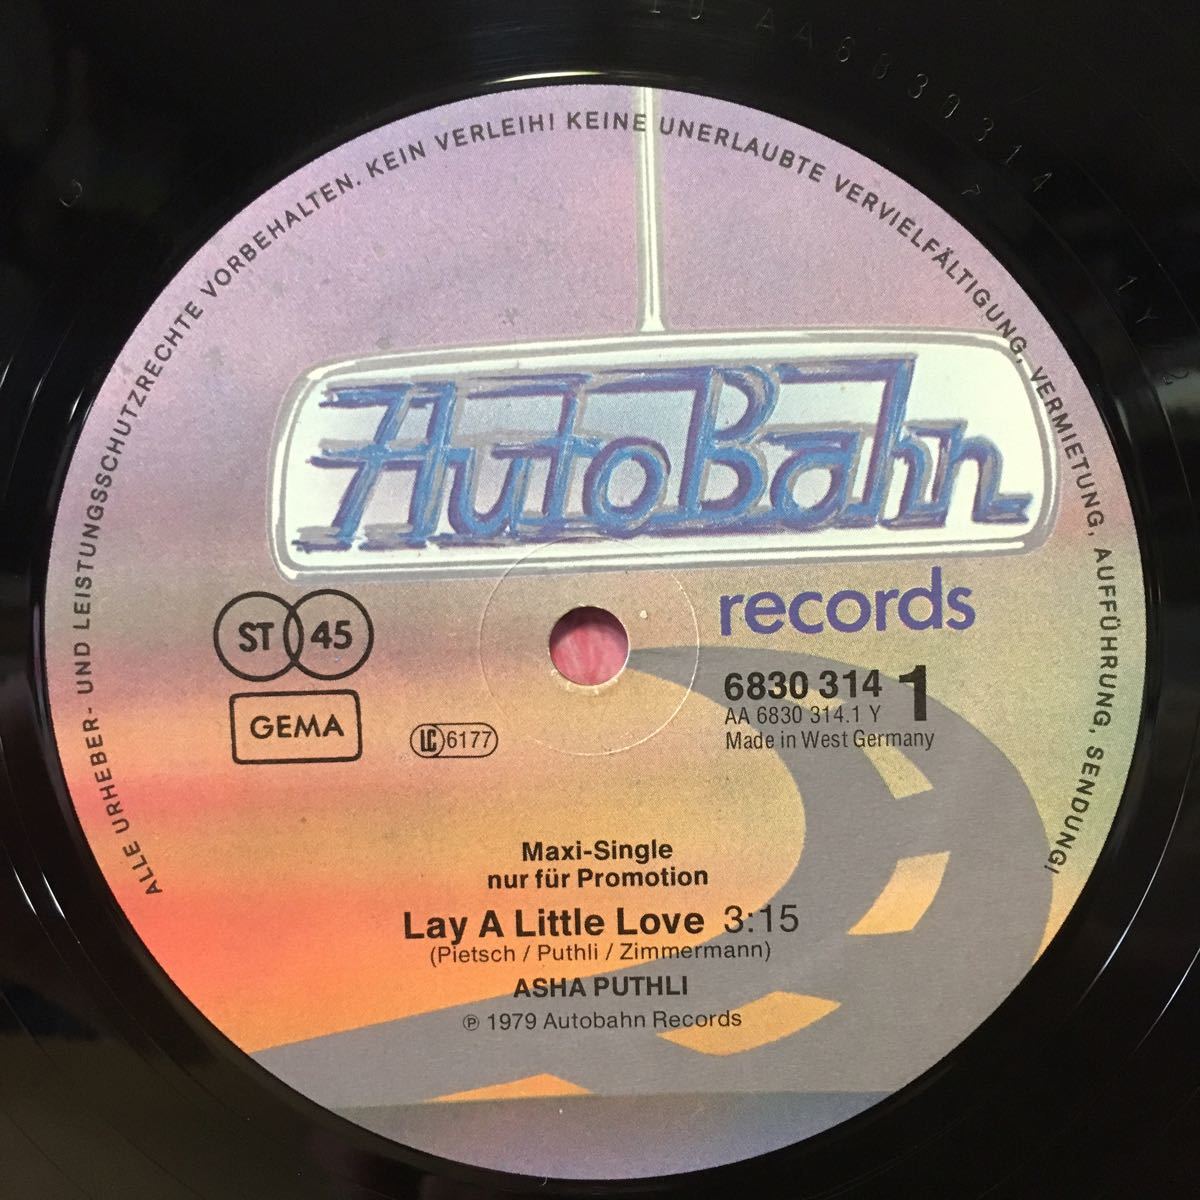 ALLE URHEBER- UND LEISTUNGSSCHUTZRECHTE VORBEHALTEN. KEIN VERLEIH! KEINE UNERLAUBTE VERVIELFÄLTIGUNG, VERMIETUNG, AUFFÜHRUNG, SENDUNG!
AutoBahn
records
ST 45
GEMA
LC 6177
6830 314 1
AA 6830 314.1 Y
Made in West Germany
Maxi-Single
nur für Promotion
Lay A Little Love 3:15
(Pietsch / Puthli / Zimmermann)
ASHA PUTHLI
℗ 1979 Autobahn Records